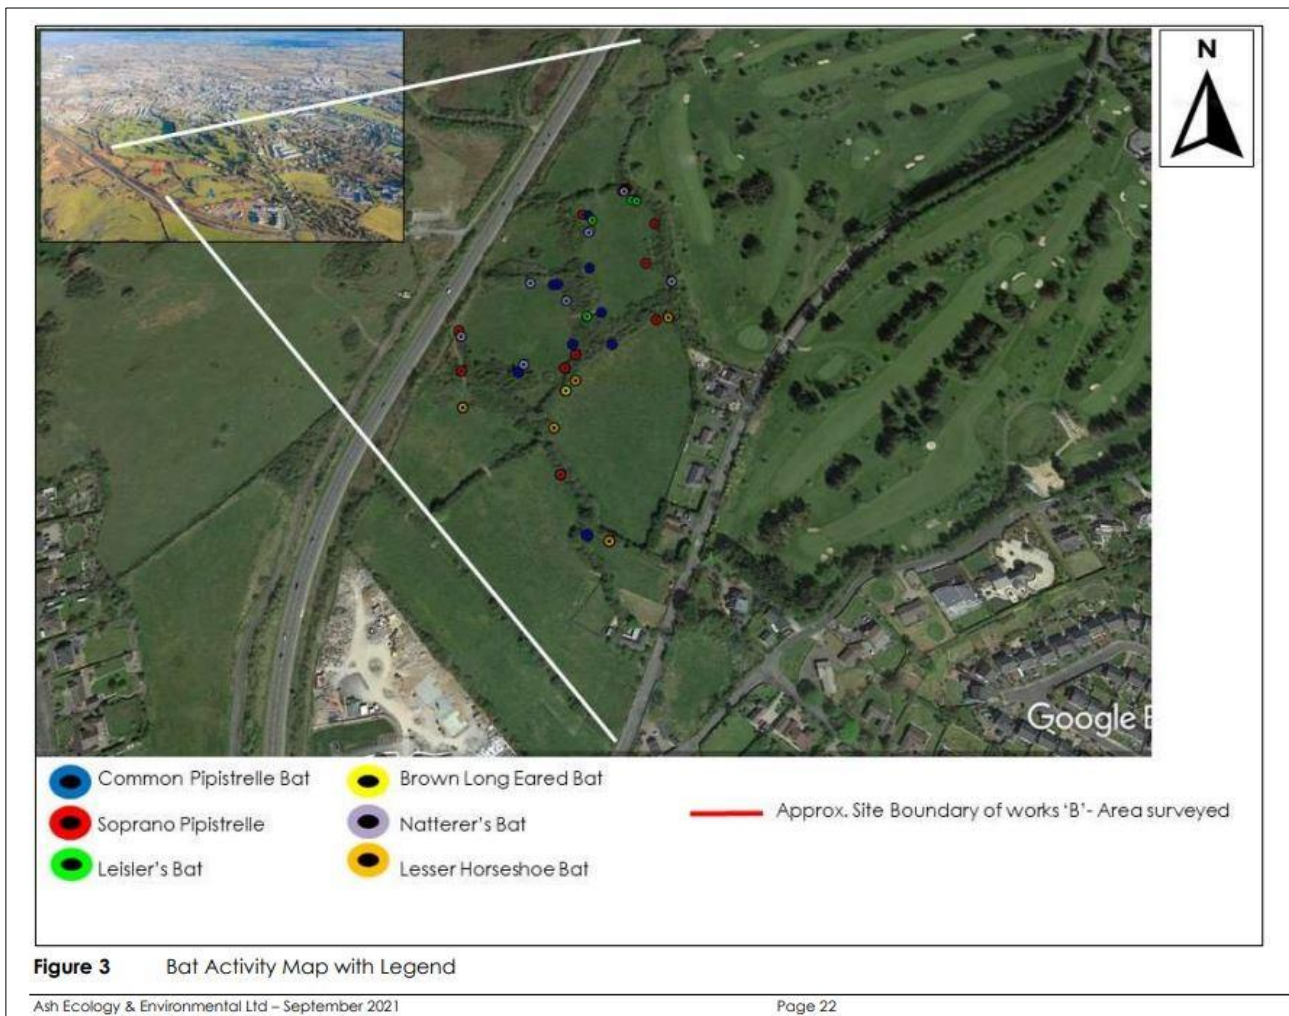 N
Google E
Common Pipistrelle Bat
Brown Long Eared Bat
Approx. Site Boundary of works 'B'- Area surveyed
Soprano Pipistrelle
Natterer's Bat
Leisler's Bat
Lesser Horseshoe Bat
Figure 3 Bat Activity Map with Legend
Ash Ecology & Environmental Ltd – September 2021 Page 22